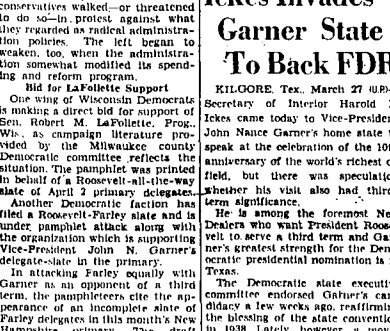 conservatives walked—or threatened
to do so—in protest against what
they regarded as radical administra-
tion policies. The left began to
weaken, too, when the administra-
tion somewhat modified its spend-
ing and reform program.
Bid for LaFollette Support
One wing of Wisconsin Democrats
is making a direct bid for support of
Sen. Robert M. LaFollette, Prog.,
Wis., as campaign literature pro-
vided by the Milwaukee county
Democratic committee reflects the
situation. The pamphlet was printed
in behalf of a Roosevelt-all-the-way
slate of April 2 primary delegates.
Another Democratic faction has
filed a Roosevelt-Farley slate and is
under pamphlet attack along with
the organization which is supporting
Vice-President John N. Garner's
delegate-slate in the primary.
In attacking Farley equally with
Garner as an opponent of a third
term, the pamphleteers cite the ap-
pearance of an incomplete slate of
Farley delegates in this month's New
Hampshire primary. The draft
Ickes Invades
Garner State
To Back FDR
KILGORE, Tex., March 27 (U.P.)
Secretary of Interior Harold
Ickes came today to Vice-Presiden
John Nance Garner's home state t
speak at the celebration of the 10t
anniversary of the world's richest o
field, but there was speculatio
whether his visit also had third
term significance.
He is among the foremost Ne
Dealers who want President Roose
velt to serve a third term and Ga
ner's greatest strength for the Dem
ocratic presidential nomination is
Texas.
The Democratic state executi
committee endorsed Garner's can
didacy a few weeks ago, reaffirmi
the blessing of the state conventi
in 1938. Lately, however, a